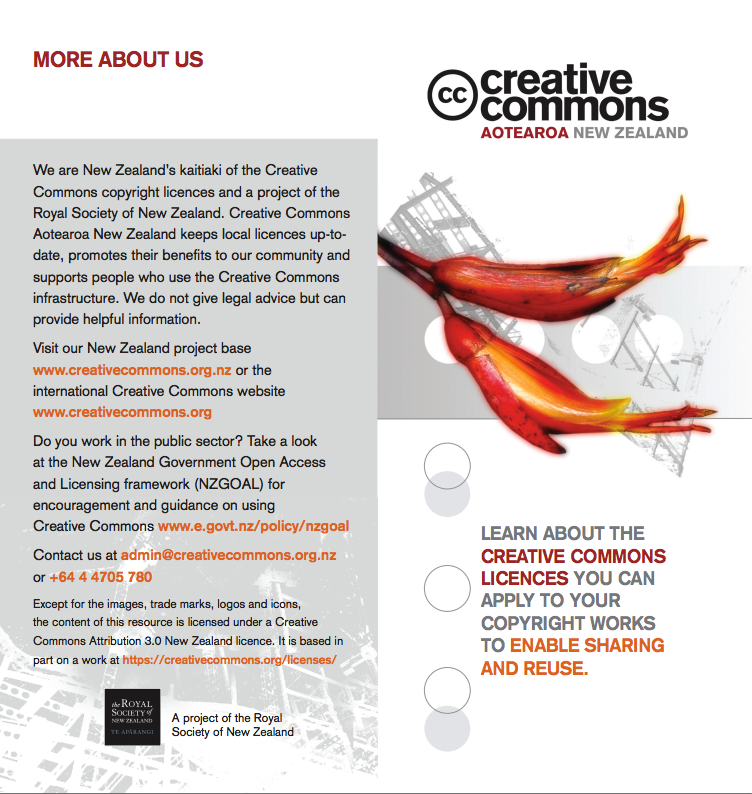 MORE ABOUT US
We are New Zealand's kaitiaki of the Creative
Commons copyright licences and a project of the
Royal Society of New Zealand. Creative Commons
Aotearoa New Zealand keeps local licences up-to-
date, promotes their benefits to our community and
supports people who use the Creative Commons
infrastructure. We do not give legal advice but can
provide helpful information.
Visit our New Zealand project base
www.creativecommons.org.nz or the
international Creative Commons website
www.creativecommons.org
Do you work in the public sector? Take a look
at the New Zealand Government Open Access
and Licensing framework (NZGOAL) for
encouragement and guidance on using
Creative Commons www.e.govt.nz/policy/nzgoal
Contact us at admin@creativecommons.org.nz
or +64 4 4705 780
Except for the images, trade marks, logos and icons,
the content of this resource is licensed under a Creative
Commons Attribution 3.0 New Zealand licence. It is based in
part on a work at https://creativecommons.org/licenses/
the ROYAL
SOCIETY of
NEW ZEALAND
TE APĀRANGI
A project of the Royal
Society of New Zealand
cc creative
commons
AOTEAROA NEW ZEALAND
LEARN ABOUT THE
CREATIVE COMMONS
LICENCES YOU CAN
APPLY TO YOUR
COPYRIGHT WORKS
TO ENABLE SHARING
AND REUSE.